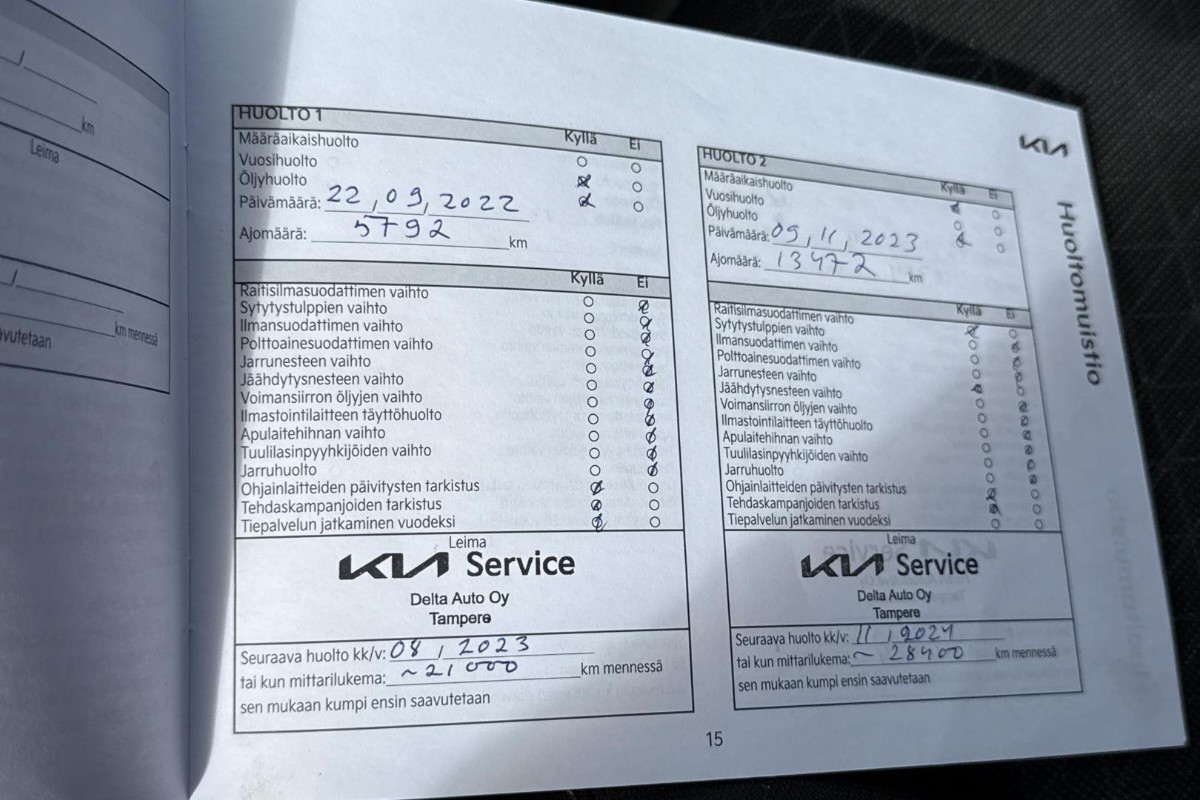 /
km
Leima
/
km mennessä
avutetaan
HUOLTO 1
Kyllä Ei
Määräaikaishuolto
Vuosihuolto
Öljyhuolto
Päivämäärä: 22, 09, 2022
Ajomäärä: 5792 km
Kyllä Ei
Raitisilmasuodattimen vaihto
Sytytystulppien vaihto
Ilmansuodattimen vaihto
Polttoainesuodattimen vaihto
Jarrunesteen vaihto
Jäähdytysnesteen vaihto
Voimansiirron öljyjen vaihto
Ilmastointilaitteen täyttöhuolto
Apulaitehihnan vaihto
Tuulilasinpyyhkijöiden vaihto
Jarruhuolto
Ohjainlaitteiden päivitysten tarkistus
Tehdaskampanjoiden tarkistus
Tiepalvelun jatkaminen vuodeksi
Leima
KIA Service
Delta Auto Oy
Tampere
Seuraava huolto kk/v: 08 / 2023
tai kun mittarilukema: ~21 000 km mennessä
sen mukaan kumpi ensin saavutetaan
HUOLTO 2
Kyllä Ei
Määräaikaishuolto
Vuosihuolto
Öljyhuolto
Päivämäärä: 09, 11, 2023
Ajomäärä: 13472 km
Kyllä Ei
Raitisilmasuodattimen vaihto
Sytytystulppien vaihto
Ilmansuodattimen vaihto
Polttoainesuodattimen vaihto
Jarrunesteen vaihto
Jäähdytysnesteen vaihto
Voimansiirron öljyjen vaihto
Ilmastointilaitteen täyttöhuolto
Apulaitehihnan vaihto
Tuulilasinpyyhkijöiden vaihto
Jarruhuolto
Ohjainlaitteiden päivitysten tarkistus
Tehdaskampanjoiden tarkistus
Tiepalvelun jatkaminen vuodeksi
Leima
KIA Service
Delta Auto Oy
Tampere
Seuraava huolto kk/v: 11 / 2024
tai kun mittarilukema: ~ 28400 km mennessä
sen mukaan kumpi ensin saavutetaan
KIA
Huoltomuistio
15